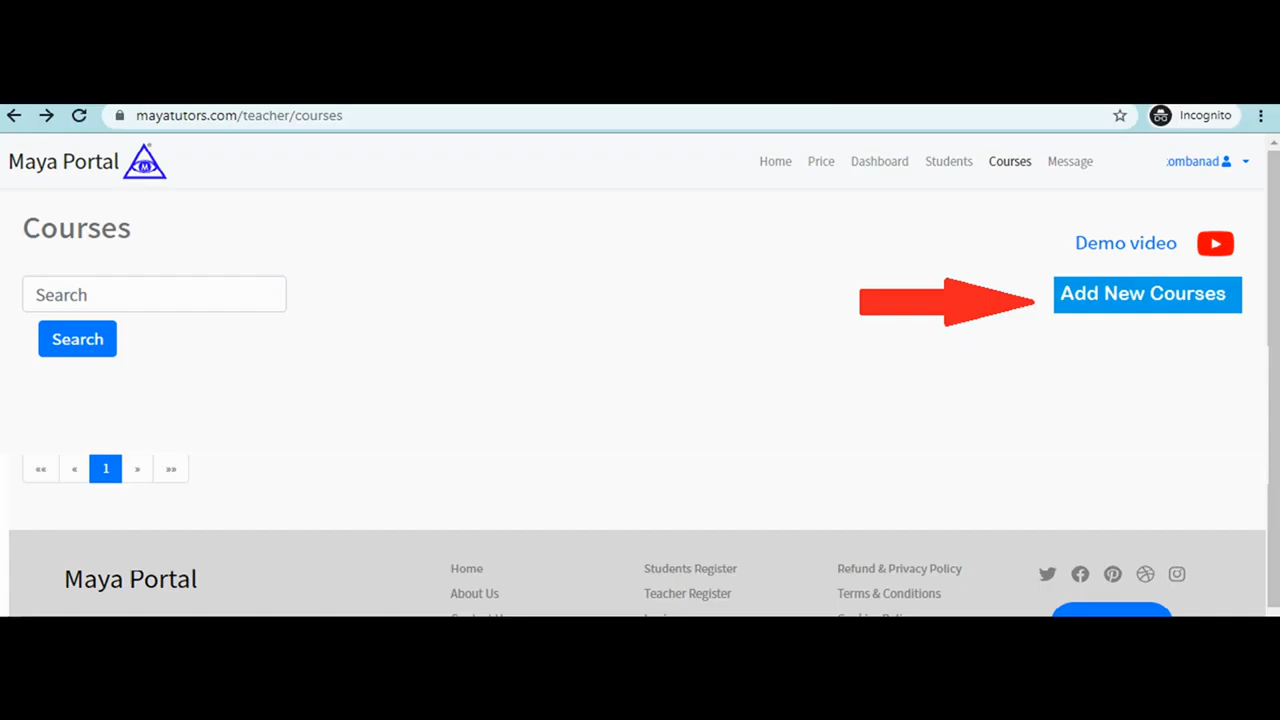 mayatutors.com/teacher/courses
Incognito
Maya Portal
M
Home Price Dashboard Students Courses Message
ombanad
Courses
Demo video
Search
Add New Courses
Search
«« « 1 » »»
Maya Portal
Home Students Register Refund & Privacy Policy
About Us Teacher Register Terms & Conditions